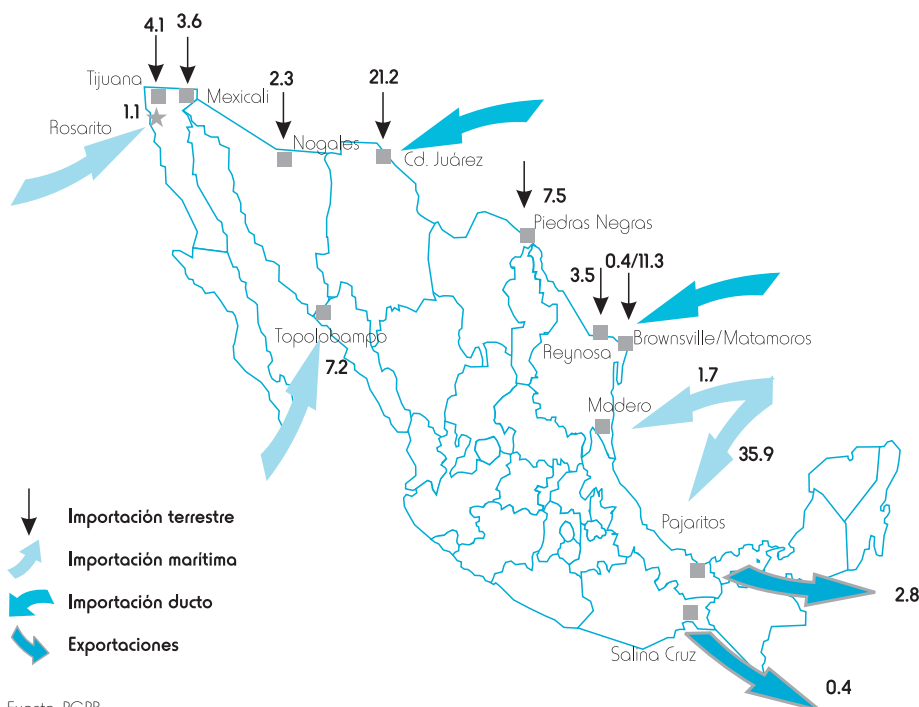 4.1
3.6
Tijuana
Mexicali
2.3
21.2
1.1
Rosarito
Nogales
Cd. Juárez
7.5
Piedras Negras
0.4/11.3
3.5
Topolobampo
Reynosa
Brownsville/Matamoros
7.2
1.7
Madero
35.9
Pajaritos
2.8
Salina Cruz
0.4
Importación terrestre
Importación marítima
Importación ducto
Exportaciones